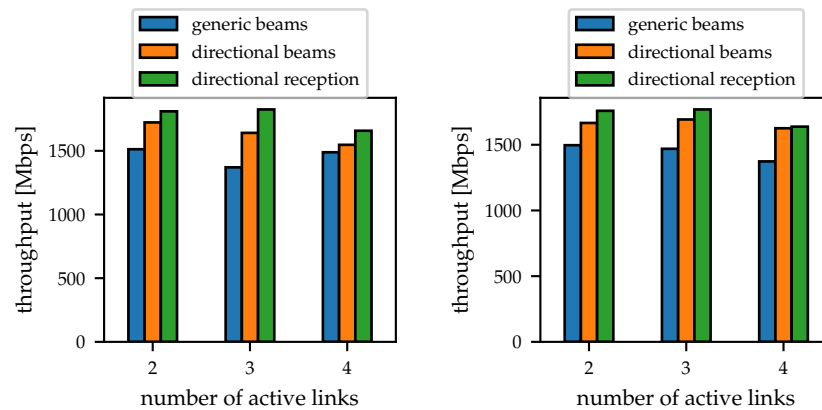 generic beams
directional beams
directional reception
throughput [Mbps]
1500
1000
500
0
2 3 4
number of active links
generic beams
directional beams
directional reception
throughput [Mbps]
1500
1000
500
0
2 3 4
number of active links